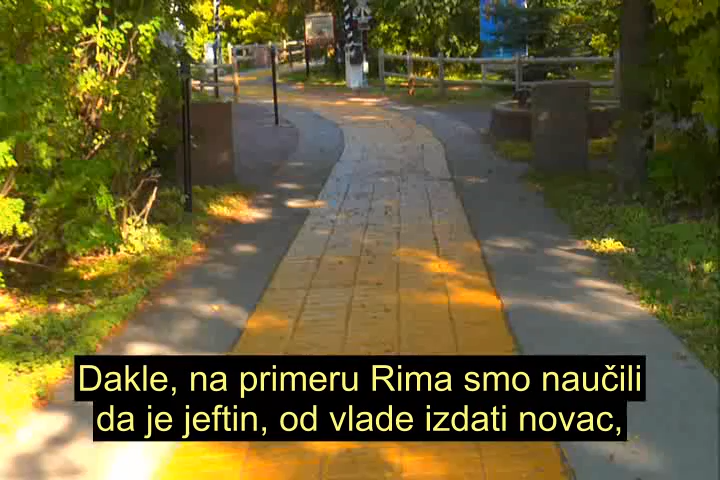 Dakle, na primeru Rima smo naučili
da je jeftin, od vlade izdati novac,